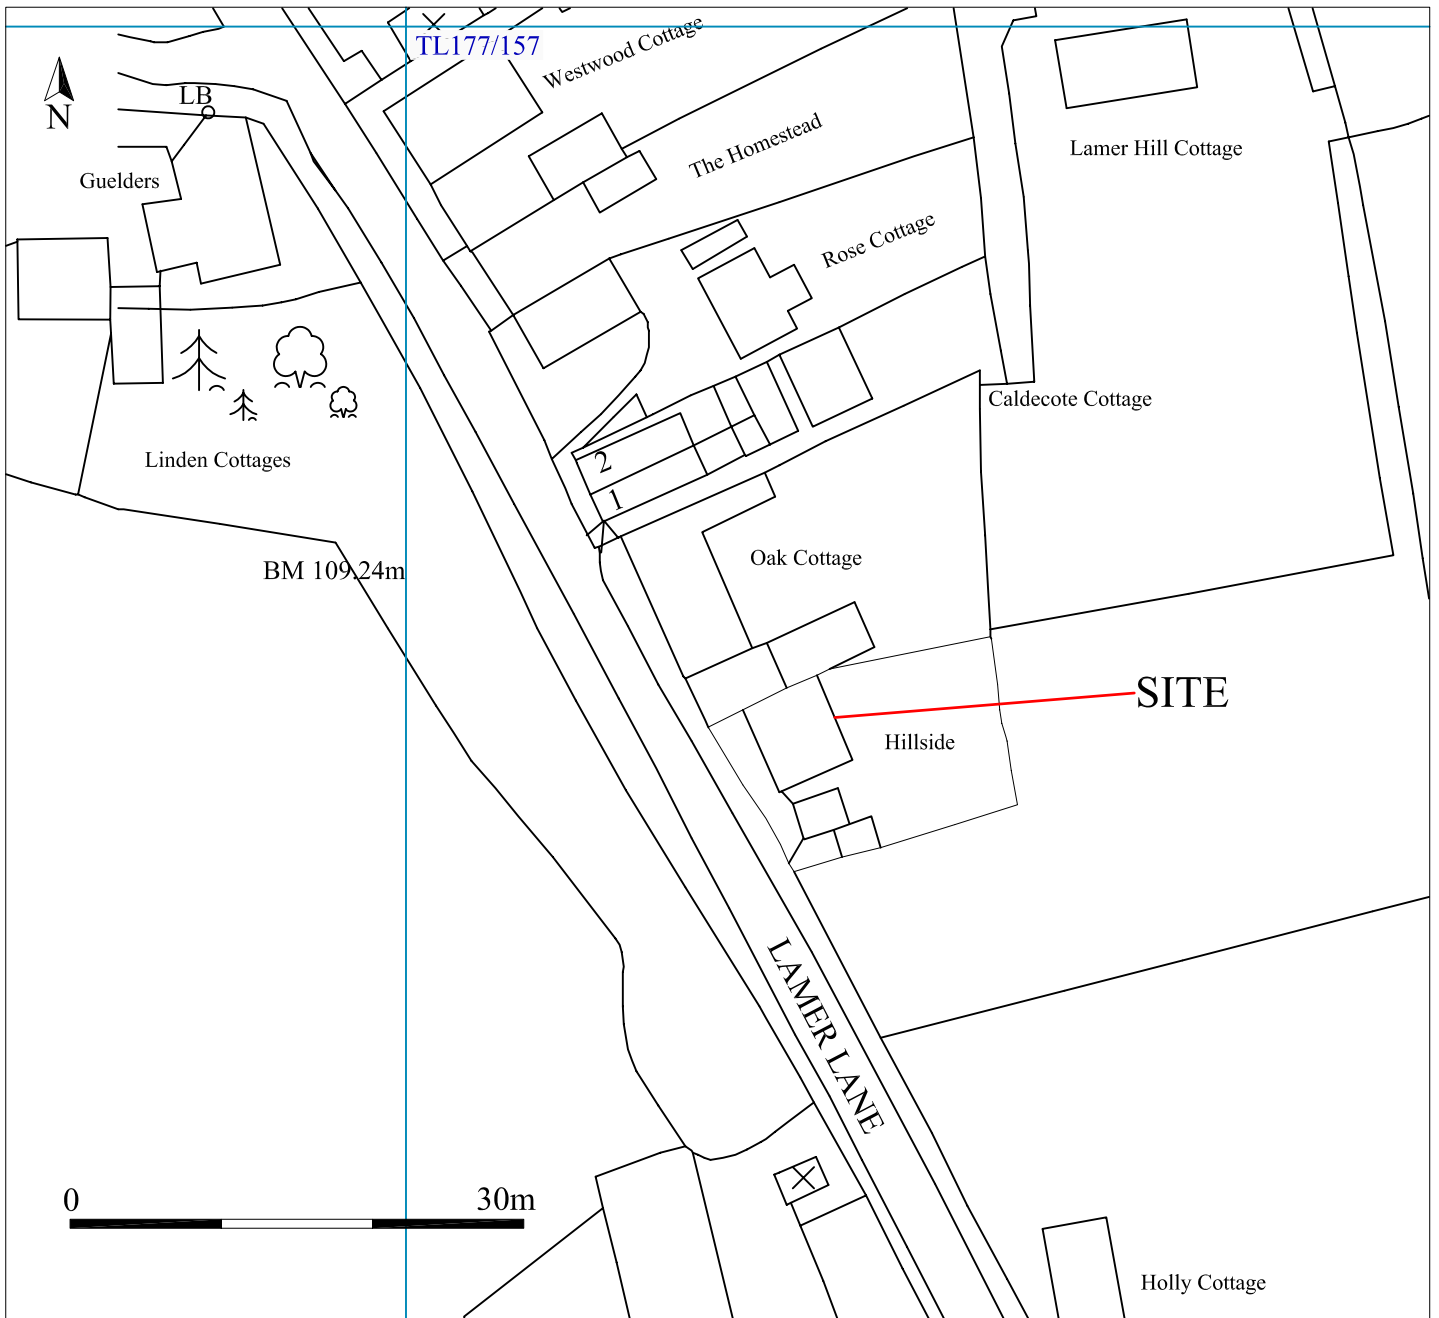 TL177/157
Westwood Cottage
LB
N
The Homestead
Lamer Hill Cottage
Guelders
Rose Cottage
Caldecote Cottage
Linden Cottages
2
1
Oak Cottage
BM 109.24m
SITE
Hillside
LAMER LANE
0 30m
Holly Cottage